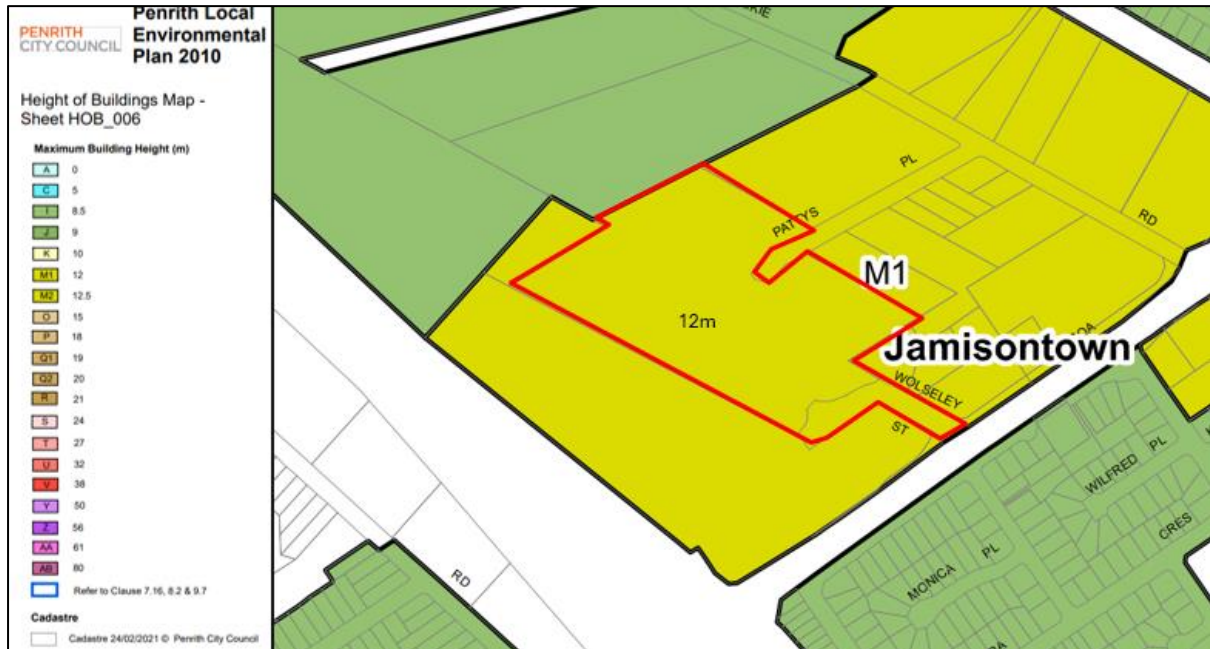 PENRITH
CITY COUNCIL
Penrith Local
Environmental
Plan 2010
Height of Buildings Map -
Sheet HOB_006
Maximum Building Height (m)
A 0
C 5
I 8.5
J 9
K 10
M1 12
M2 12.5
O 15
P 18
Q1 19
Q2 20
R 21
S 24
T 27
U 32
V 38
Y 50
Z 56
AA 61
AB 80
Refer to Clause 7.16, 8.2 & 9.7
Cadastre
Cadastre 24/02/2021 © Penrith City Council
PL
PATTYS
RD
M1
12m
Jamisontown
WOLSELEY
ST
WILFRED PL
CRES
MONICA PL
RD